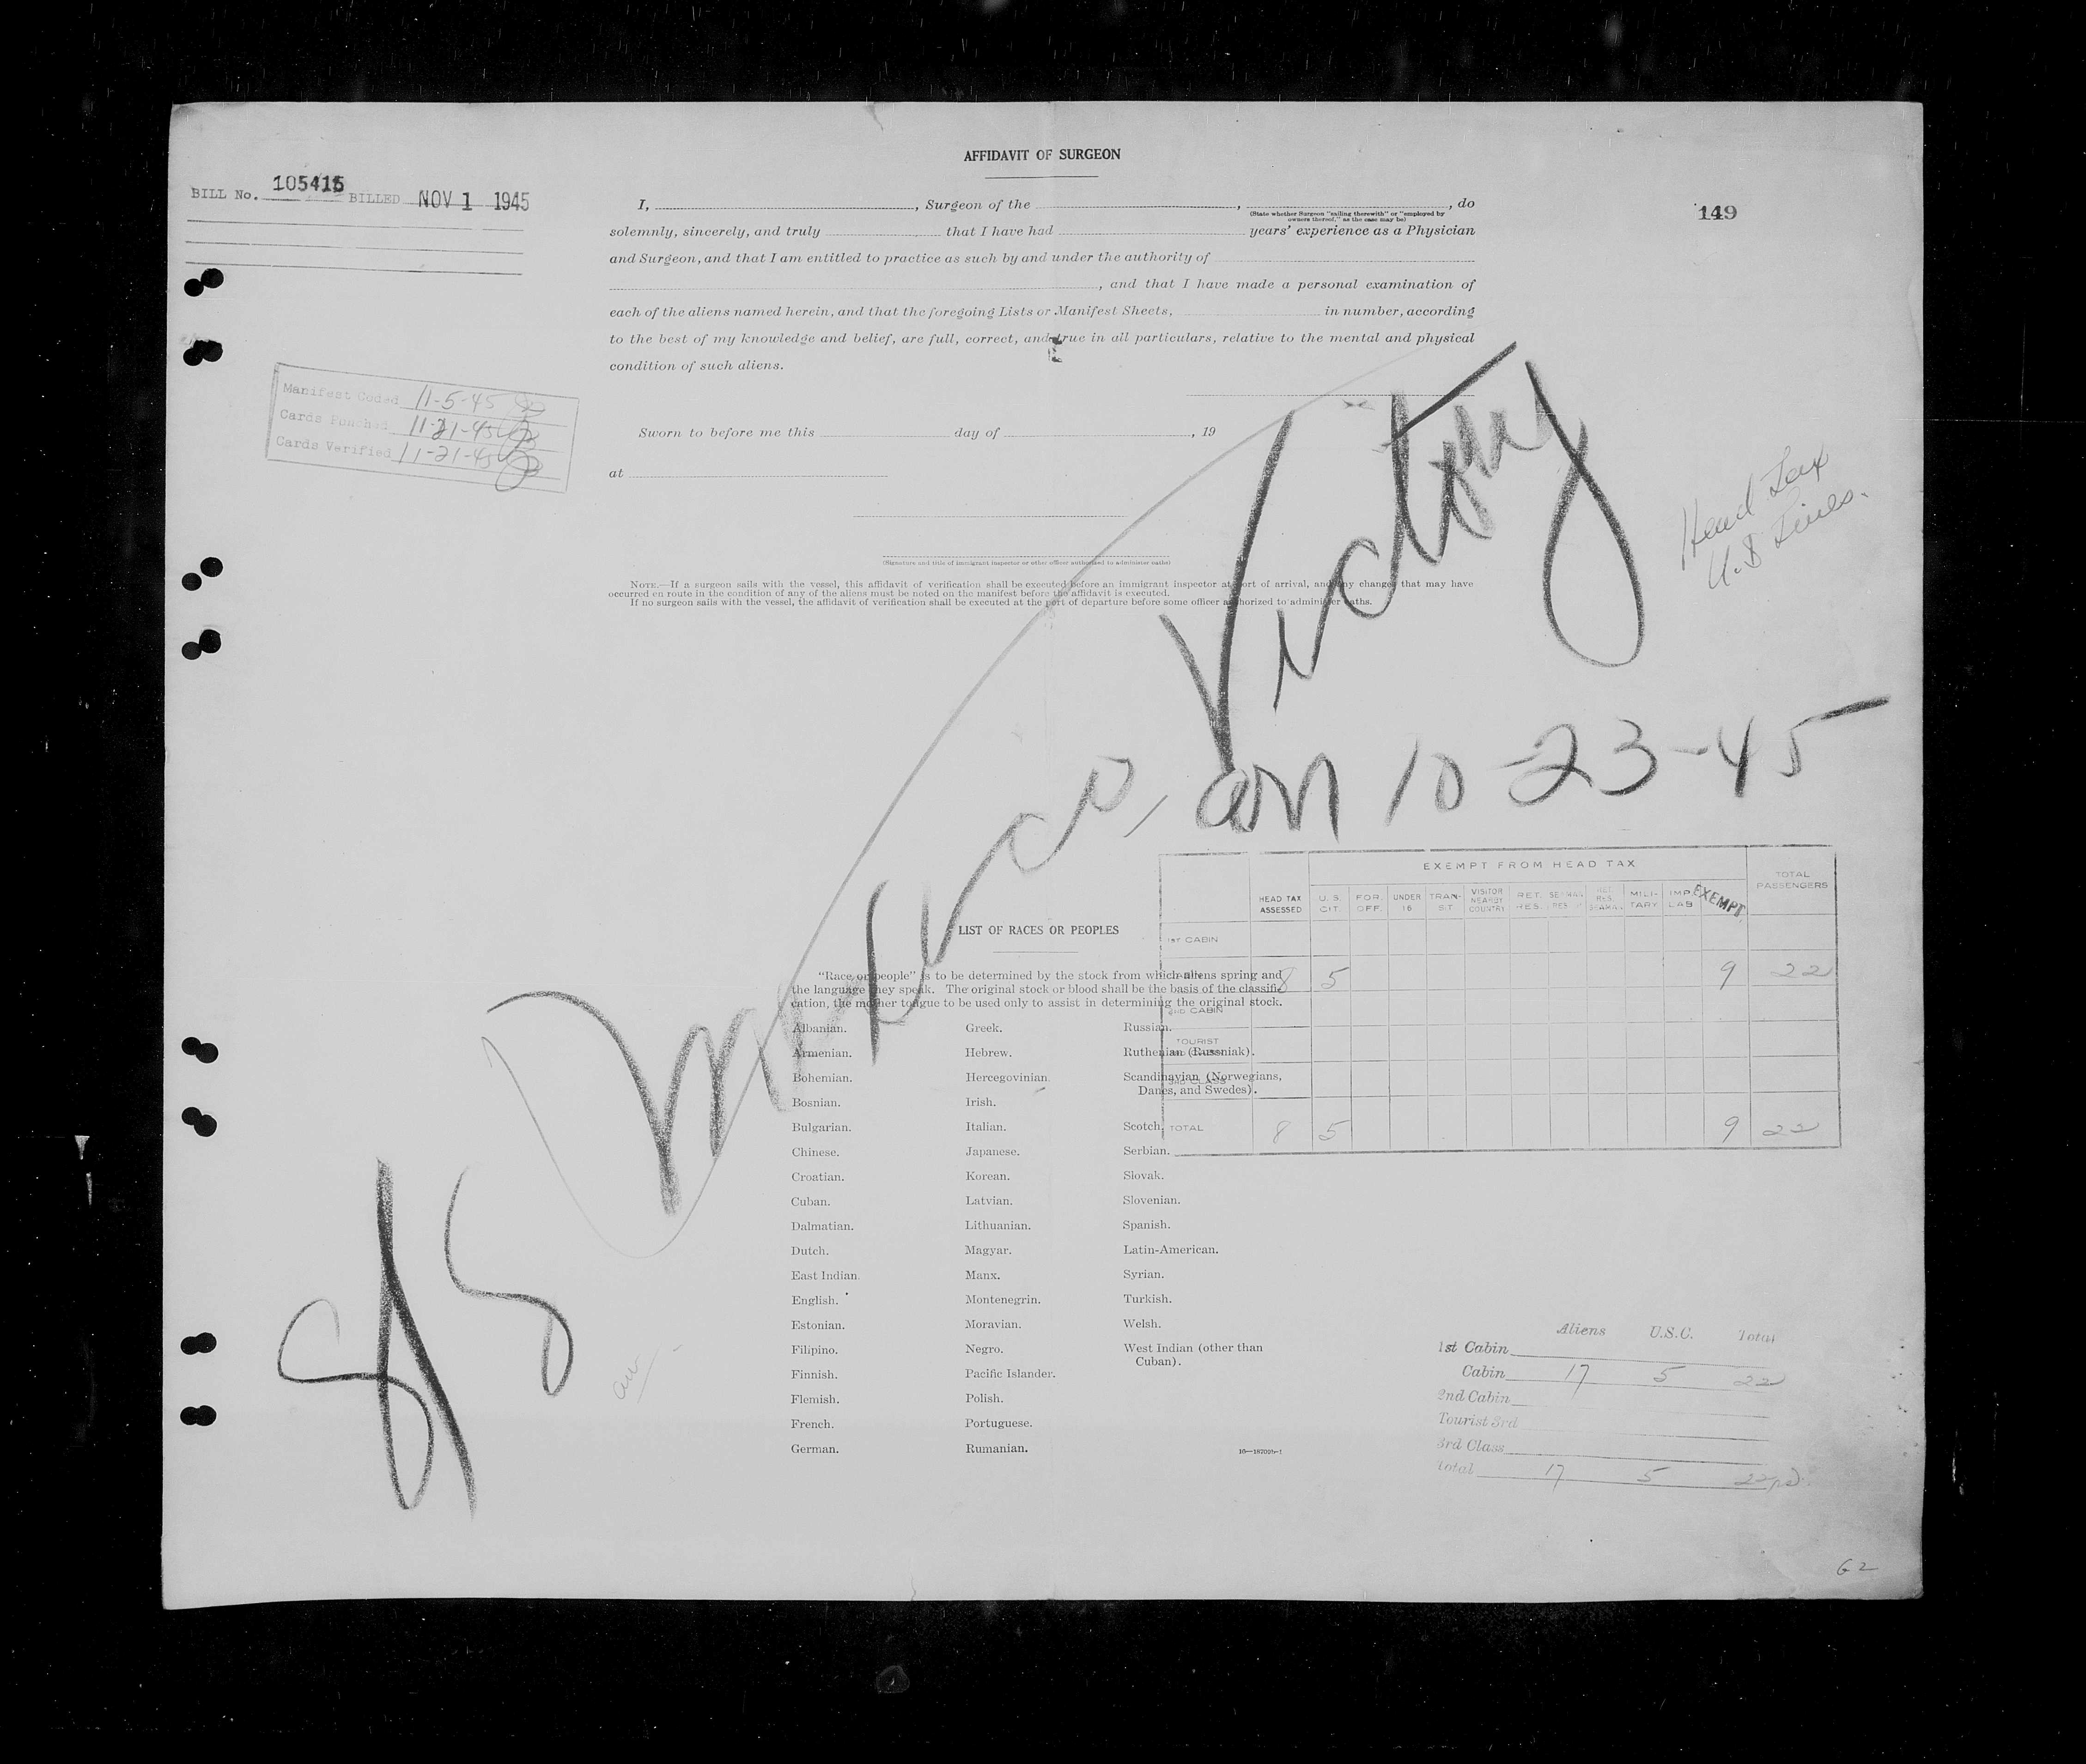 AFFIDAVIT OF SURGEON
BILL No. 105415 BILLED NOV 1 1945
149
I, , Surgeon of the , , do
(State whether Surgeon "sailing therewith" or "employed by
owners thereof," as the case may be)
solemnly, sincerely, and truly that I have had years' experience as a Physician
and Surgeon, and that I am entitled to practice as such by and under the authority of
, and that I have made a personal examination of
each of the aliens named herein, and that the foregoing Lists or Manifest Sheets, in number, according
to the best of my knowledge and belief, are full, correct, and true in all particulars, relative to the mental and physical
condition of such aliens.
Manifest Coded 11-5-45
Cards Punched 11-21-45
Cards Verified 11-21-45
Sworn to before me this day of , 19
at
(Signature and title of immigrant inspector or other officer authorized to administer oaths)
NOTE.—If a surgeon sails with the vessel, this affidavit of verification shall be executed before an immigrant inspector at port of arrival, and any changes that may have
occurred en route in the condition of any of the aliens must be noted on the manifest before the affidavit is executed.
If no surgeon sails with the vessel, the affidavit of verification shall be executed at the port of departure before some officer authorized to administer oaths.
Head Tax
U.S Lines.
S/S Mexico Victory
arr 10-23-45
EXEMPT FROM HEAD TAX
HEAD TAX ASSESSED U. S. CIT. FOR. OFF. UNDER 16 TRAN-SIT VISITOR NEARBY COUNTRY RET. RES. SEAMAN RES. RET. RES. SEAMAN MILI-TARY IMP LAB EXEMPT TOTAL PASSENGERS
1ST CABIN
CABIN 8 5 9 22
2ND CABIN
TOURIST
3RD CLASS
TOTAL 8 5 9 22
LIST OF RACES OR PEOPLES
"Race or people" is to be determined by the stock from which aliens spring and
the language they speak. The original stock or blood shall be the basis of the classifi-
cation, the mother tongue to be used only to assist in determining the original stock.
Albanian.
Armenian.
Bohemian.
Bosnian.
Bulgarian.
Chinese.
Croatian.
Cuban.
Dalmatian.
Dutch.
East Indian.
English.
Estonian.
Filipino.
Finnish.
Flemish.
French.
German.
Greek.
Hebrew.
Hercegovinian.
Irish.
Italian.
Japanese.
Korean.
Latvian.
Lithuanian.
Magyar.
Manx.
Montenegrin.
Moravian.
Negro.
Pacific Islander.
Polish.
Portuguese.
Rumanian.
Russian.
Ruthenian (Russniak).
Scandinavian (Norwegians,
Danes, and Swedes).
Scotch.
Serbian.
Slovak.
Slovenian.
Spanish.
Latin-American.
Syrian.
Turkish.
Welsh.
West Indian (other than
Cuban).
Aliens U.S.C. Total
1st Cabin
Cabin 17 5 22
2nd Cabin
Tourist 3rd
3rd Class
total 17 5 22
62